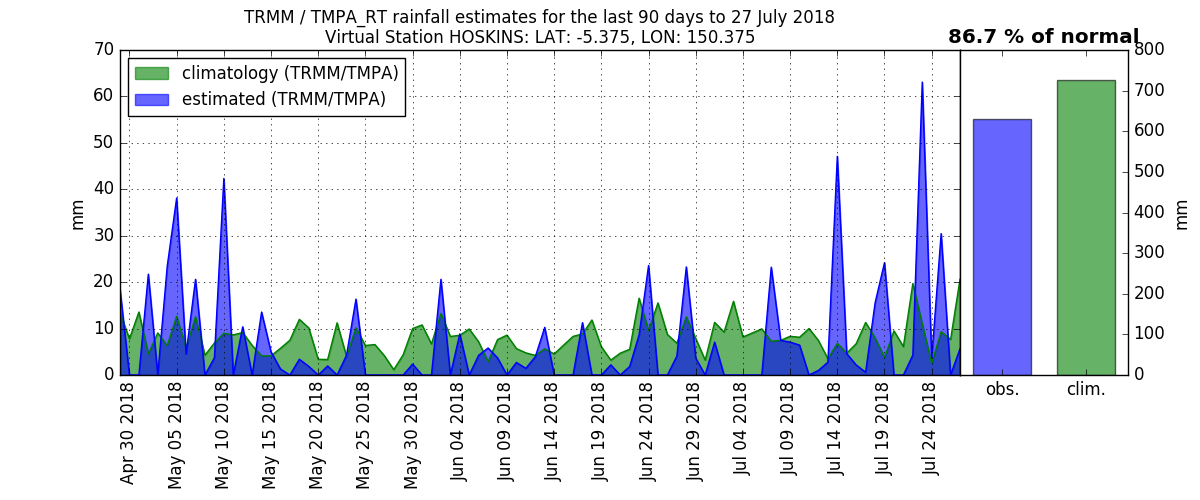 TRMM / TMPA_RT rainfall estimates for the last 90 days to 27 July 2018
Virtual Station HOSKINS: LAT: -5.375, LON: 150.375
86.7 % of normal
climatology (TRMM/TMPA)
estimated (TRMM/TMPA)
70
60
50
40
30
20
10
0
mm
Apr 30 2018
May 05 2018
May 10 2018
May 15 2018
May 20 2018
May 25 2018
May 30 2018
Jun 04 2018
Jun 09 2018
Jun 14 2018
Jun 19 2018
Jun 24 2018
Jun 29 2018
Jul 04 2018
Jul 09 2018
Jul 14 2018
Jul 19 2018
Jul 24 2018
800
700
600
500
400
300
200
100
0
mm
obs.
clim.